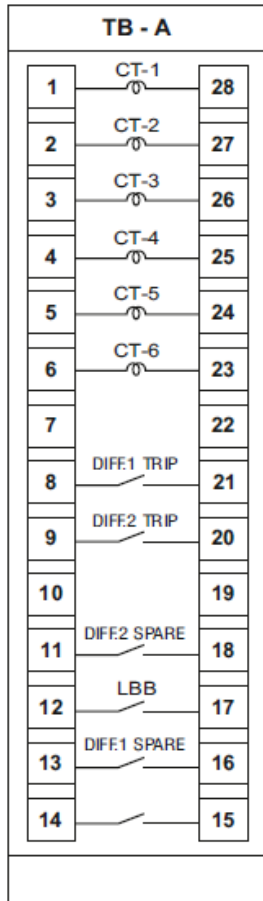 TB - A
1 CT-1 28
2 CT-2 27
3 CT-3 26
4 CT-4 25
5 CT-5 24
6 CT-6 23
7 22
8 DIFF.1 TRIP 21
9 DIFF.2 TRIP 20
10 19
11 DIFF.2 SPARE 18
12 LBB 17
13 DIFF.1 SPARE 16
14 15